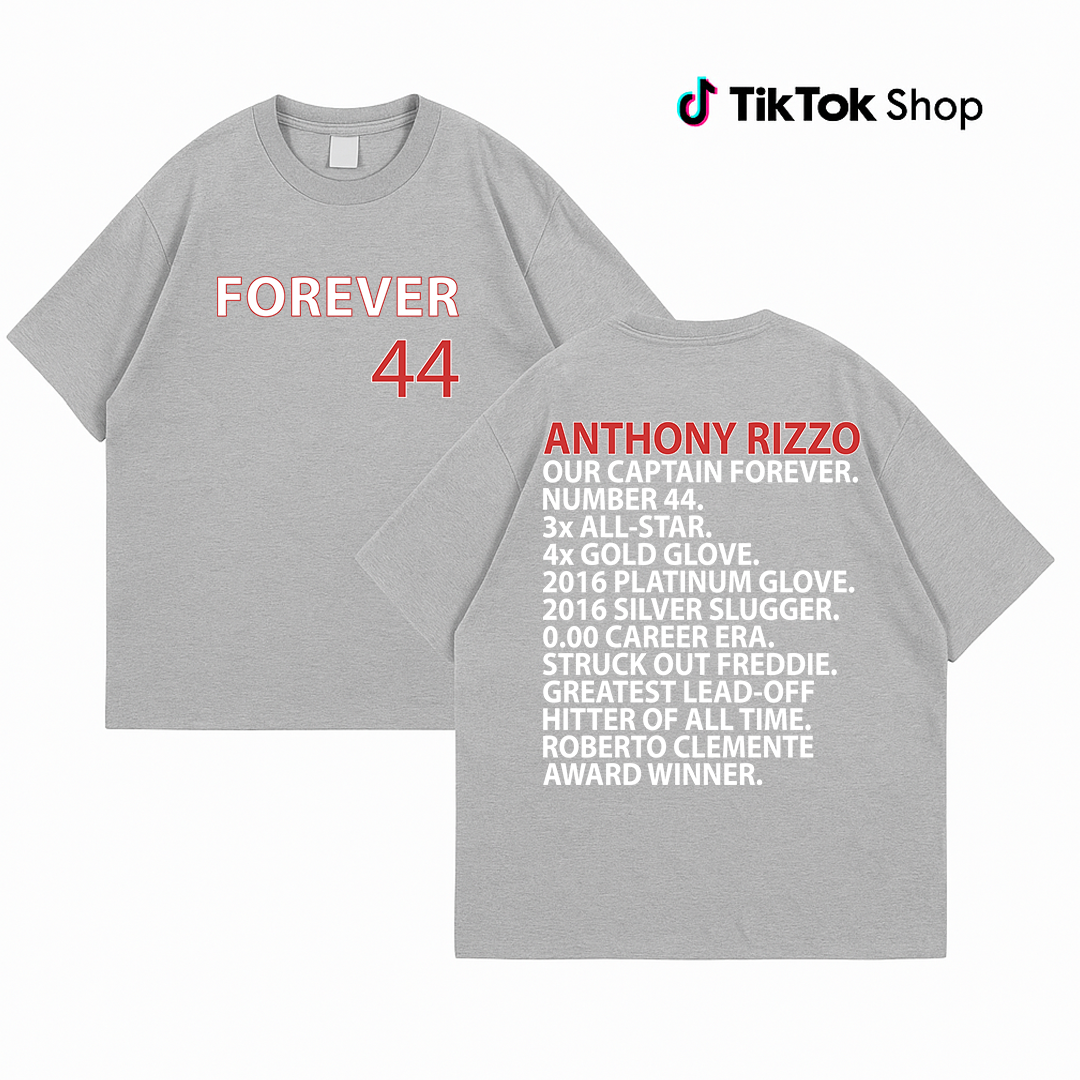 TikTok Shop
FOREVER
44
ANTHONY RIZZO
OUR CAPTAIN FOREVER.
NUMBER 44.
3x ALL-STAR.
4x GOLD GLOVE.
2016 PLATINUM GLOVE.
2016 SILVER SLUGGER.
0.00 CAREER ERA.
STRUCK OUT FREDDIE.
GREATEST LEAD-OFF
HITTER OF ALL TIME.
ROBERTO CLEMENTE
AWARD WINNER.